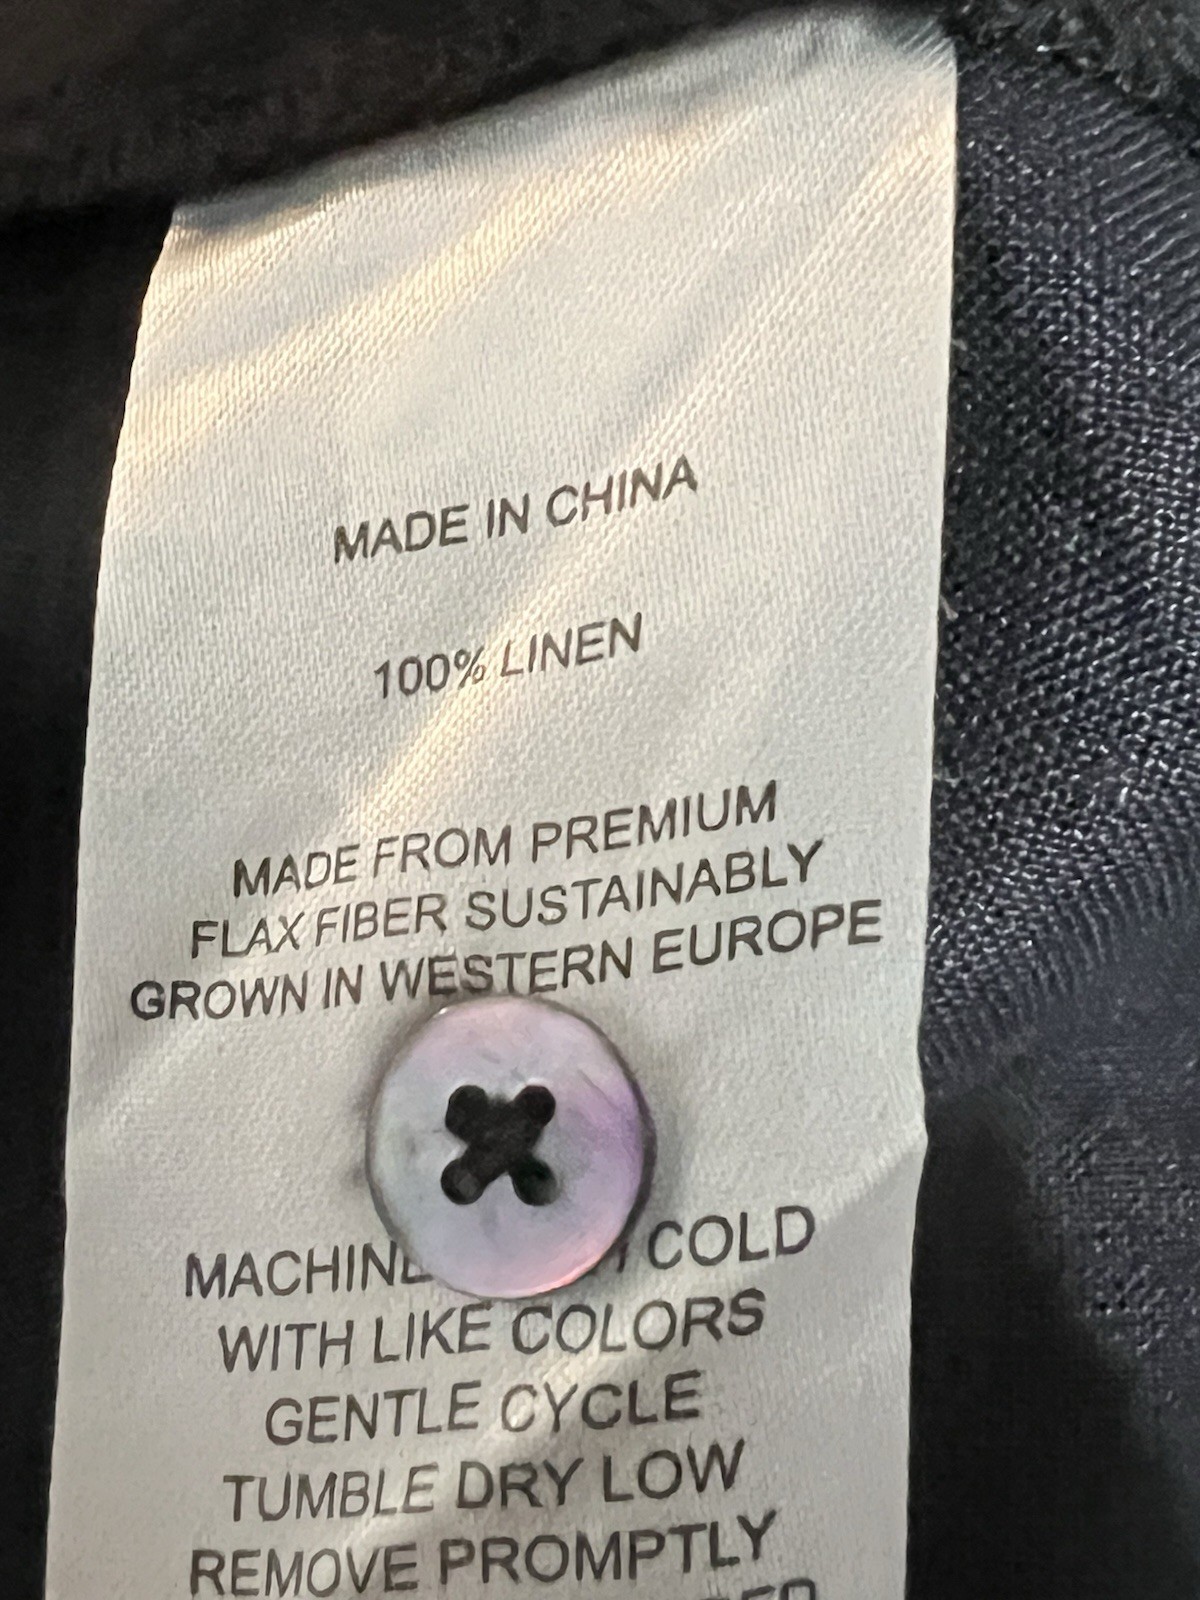 MADE IN CHINA
100% LINEN
MADE FROM PREMIUM
FLAX FIBER SUSTAINABLY
GROWN IN WESTERN EUROPE
COLD
WITH LIKE COLORS
GENTLE CYCLE
TUMBLE DRY LOW
REMOVE PROMPTLY